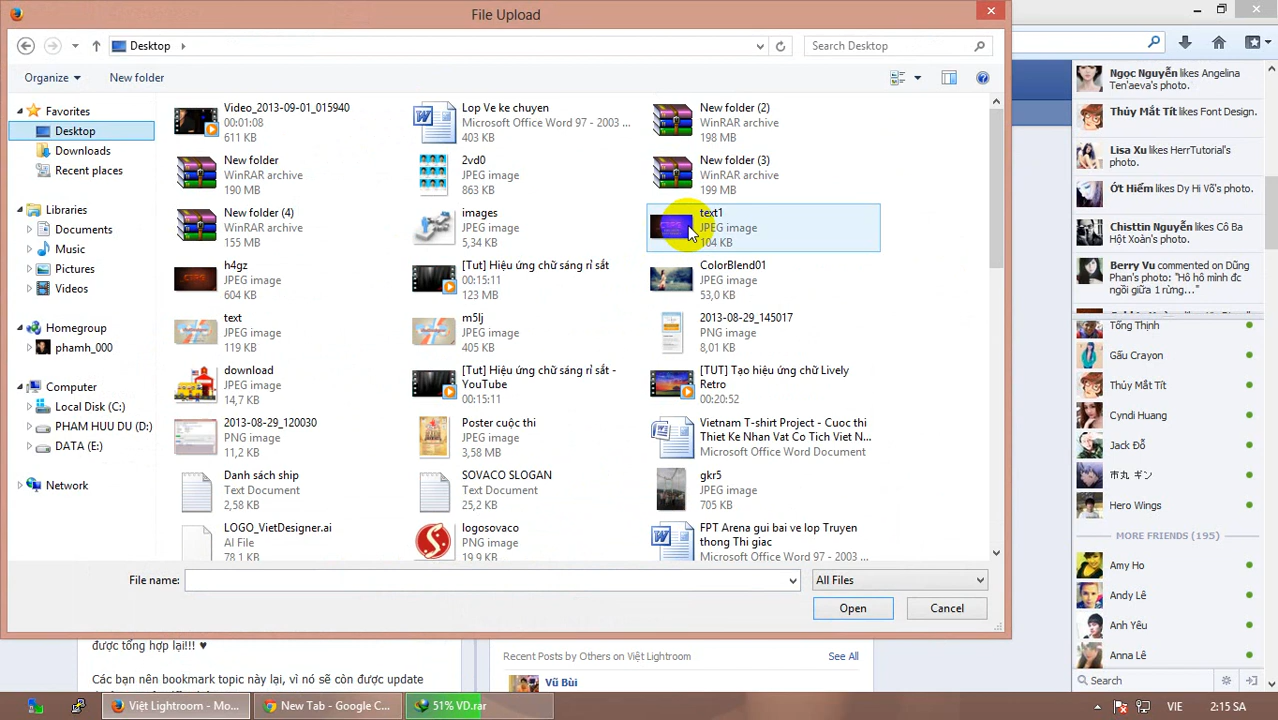 File Upload
Desktop
Search Desktop
Organize
New folder
Favorites
Desktop
Downloads
Recent places
Libraries
Documents
Music
Pictures
Videos
Homegroup
phamh_000
Computer
Local Disk (C:)
PHAM HUU DU (D:)
DATA (E:)
Network
Video_2013-09-01_015940
00:01:08
611 KB
Lop Ve ke chuyen
Microsoft Office Word 97 - 2003 ...
403 KB
New folder (2)
WinRAR archive
198 MB
New folder
WinRAR archive
190 MB
2vd0
JPEG image
863 KB
New folder (3)
WinRAR archive
199 MB
New folder (4)
WinRAR archive
155 MB
images
JPEG image
5,34 KB
text1
JPEG image
104 KB
h4gz
JPEG image
604 KB
[Tut] Hiệu ứng chữ sáng rỉ sắt
00:15:11
123 MB
ColorBlend01
JPEG image
53,0 KB
text
JPEG image
119 KB
m5lj
JPEG image
405 KB
2013-08-29_145017
PNG image
8,01 KB
download
JPEG image
14,7 KB
[Tut] Hiệu ứng chữ sáng rỉ sắt -
YouTube
00:15:11
[TUT] Tạo hiệu ứng chữ Lively
Retro
00:20:52
2013-08-29_120030
PNG image
11,2 KB
Poster cuộc thi
JPEG image
3,58 MB
Vietnam T-shirt Project - Cuoc thi
Thiet Ke Nhan Vat Co Tich Viet N...
Microsoft Office Word Document
Danh sách ship
Text Document
2,58 KB
SOVACO SLOGAN
Text Document
25,2 KB
gkr5
JPEG image
705 KB
LOGO_VietDesigner.ai
AI File
78,1 KB
logosovaco
PNG image
19,9 KB
FPT Arena gui bai ve lop Truyen
thong Thi giac
Microsoft Office Word 97 - 2003 ...
File name:
All Files
Open
Cancel
Ngọc Nguyễn likes Angelina
Ten'aeva's photo.
Thúy Mắt Tít likes Font Design.
Lisa Xu likes HerrTutorial's
photo.
Ớt Hiểm likes Dy Hi Võ's photo.
Chisttin Nguyễn likes Cô Ba
Hột Xoàn's photo.
Berry Vu commented on Dũng
Phan's photo: "Hô hô mình đc
ngồi giữa 1 rừng..."
Tống Thịnh
Gấu Crayon
Thúy Mắt Tít
Cyndi Huang
Jack Đỗ
Hero Wings
MORE FRIENDS (195)
Amy Ho
Andy Lê
Anh Yêu
Anna Lê
Search
được tổng hợp lại!!! ♥
Các bạn nên bookmark topic này lại, vì nó sẽ còn được update
Recent Posts by Others on Việt Lightroom
See All
Vũ Bùi
Việt Lightroom - Mo...
New Tab - Google C...
51% VD.rar
VIE
2:15 SA